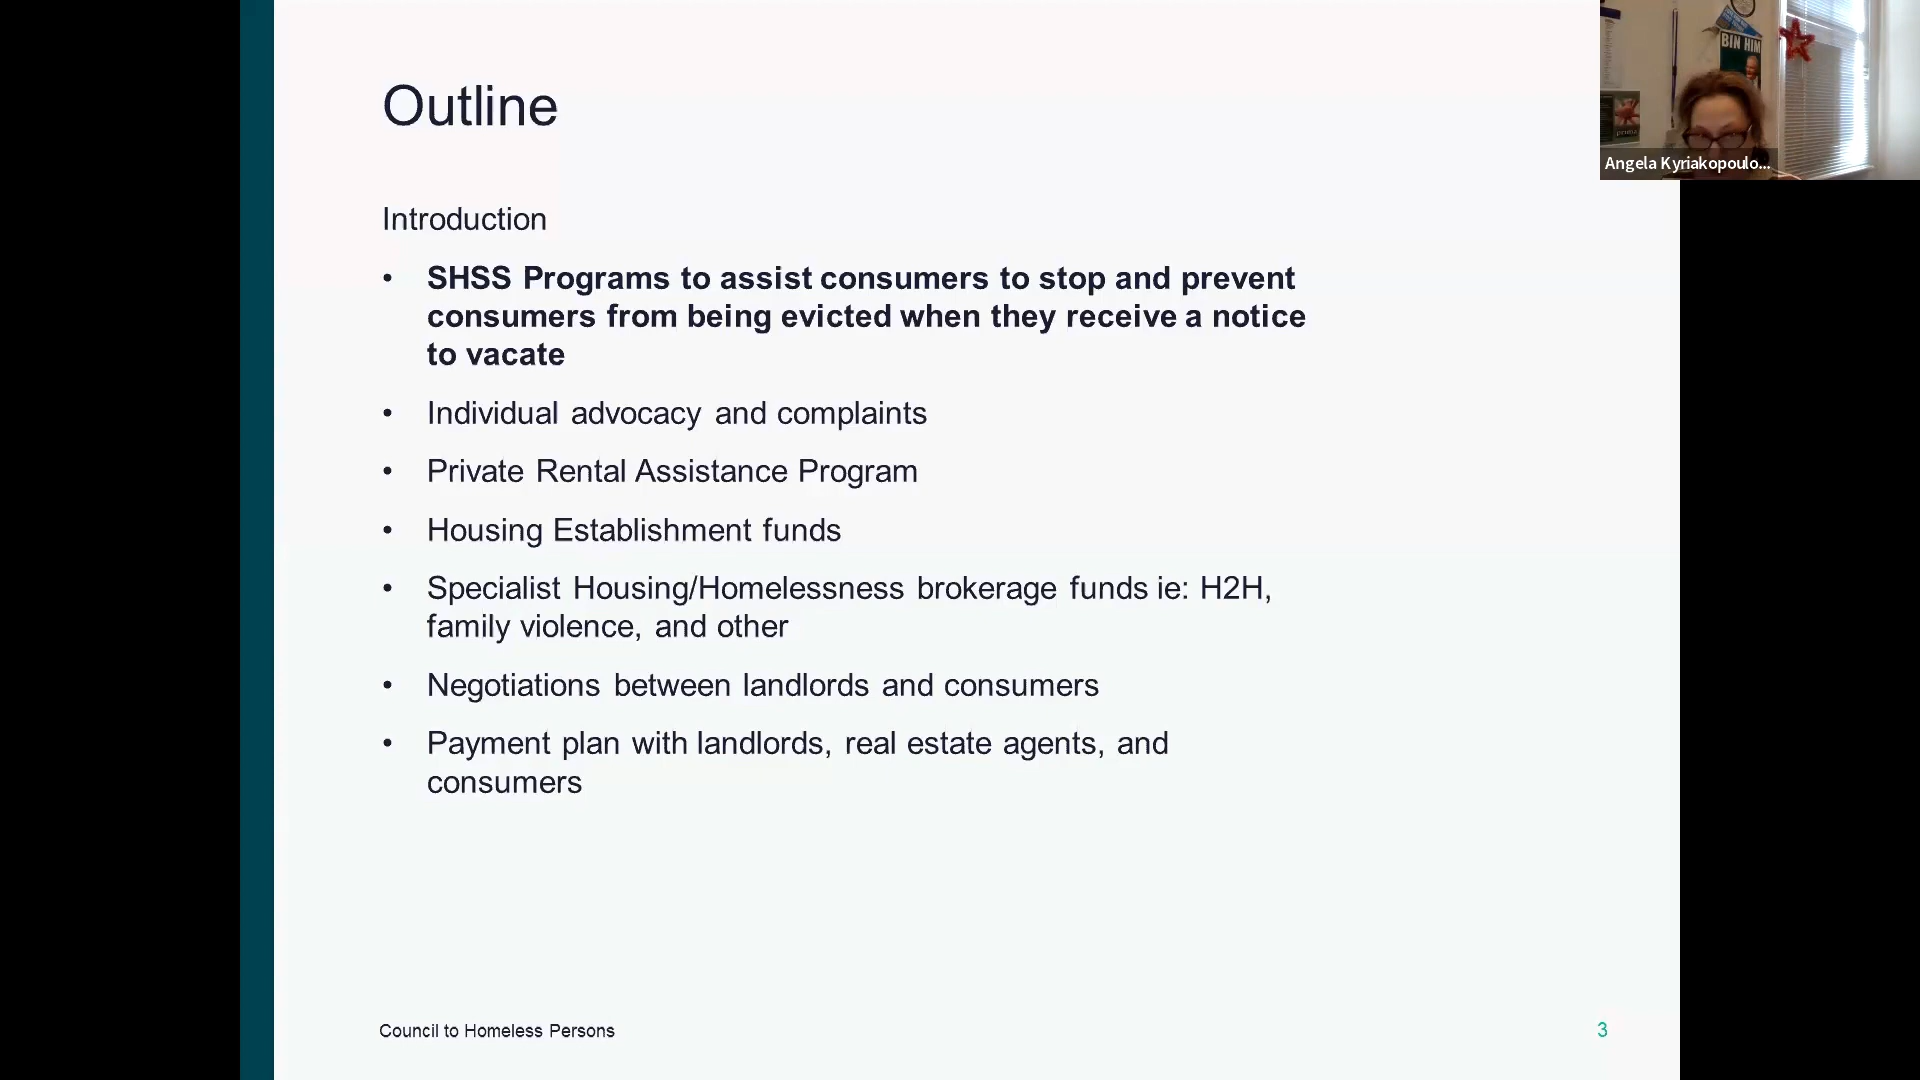 Outline
BIN HIM
Angela Kyriakopoulo...
Introduction
• SHSS Programs to assist consumers to stop and prevent
consumers from being evicted when they receive a notice
to vacate
• Individual advocacy and complaints
• Private Rental Assistance Program
• Housing Establishment funds
• Specialist Housing/Homelessness brokerage funds ie: H2H,
family violence, and other
• Negotiations between landlords and consumers
• Payment plan with landlords, real estate agents, and
consumers
Council to Homeless Persons
3